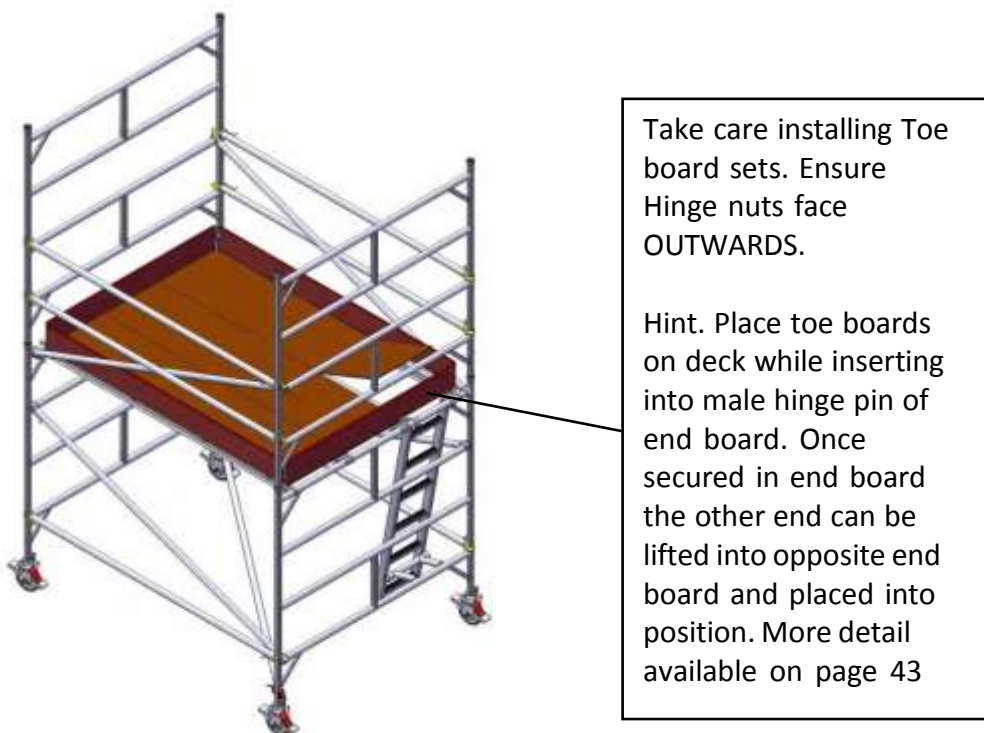 Take care installing Toe
board sets. Ensure
Hinge nuts face
OUTWARDS.
Hint. Place toe boards
on deck while inserting
into male hinge pin of
end board. Once
secured in end board
the other end can be
lifted into opposite end
board and placed into
position. More detail
available on page 43